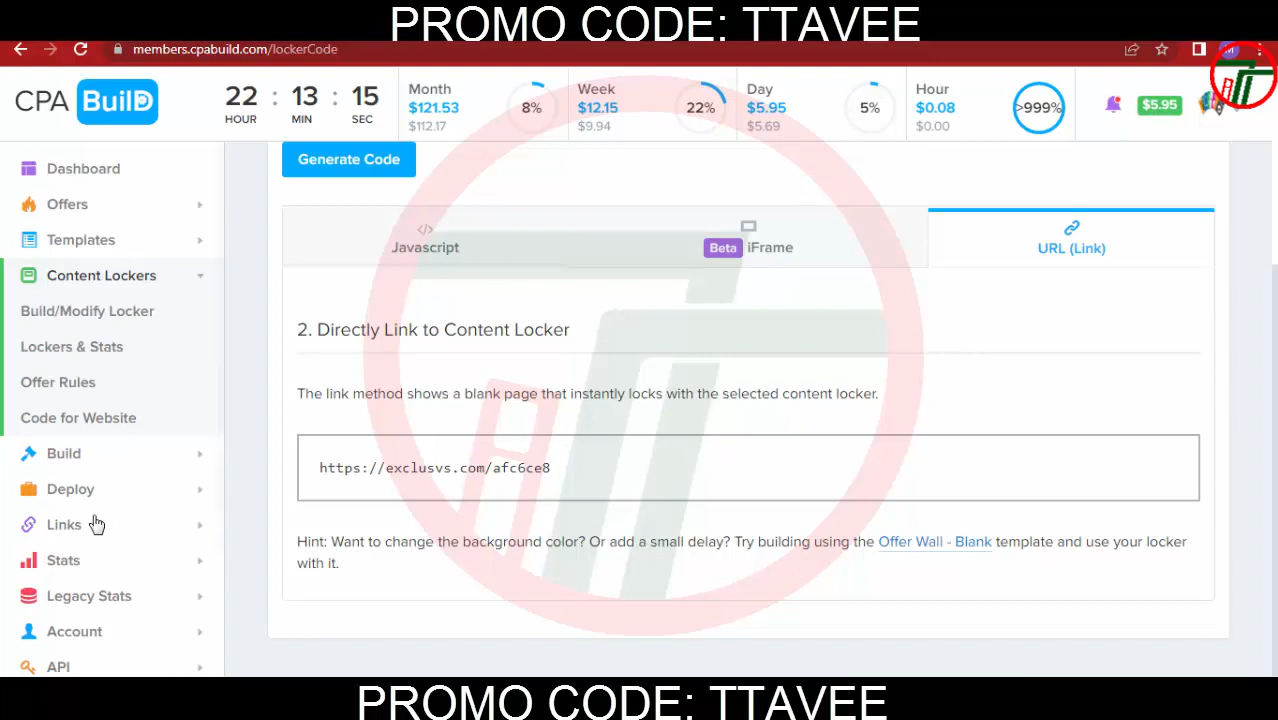 PROMO CODE: TTAVEE
members.cpabuild.com/lockerCode
CPA BuilD
22 : 13 : 15
HOUR MIN SEC
Month
$121.53
$112.17
8%
Week
$12.15
$9.94
22%
Day
$5.95
$5.69
5%
Hour
$0.08
$0.00
>999%
$5.95
Dashboard
Offers
Templates
Content Lockers
Build/Modify Locker
Lockers & Stats
Offer Rules
Code for Website
Build
Deploy
Links
Stats
Legacy Stats
Account
API
Generate Code
Javascript
Beta iFrame
URL (Link)
2. Directly Link to Content Locker
The link method shows a blank page that instantly locks with the selected content locker.
https://exclusvs.com/afc6ce8
Hint: Want to change the background color? Or add a small delay? Try building using the Offer Wall - Blank template and use your locker
with it.
PROMO CODE: TTAVEE